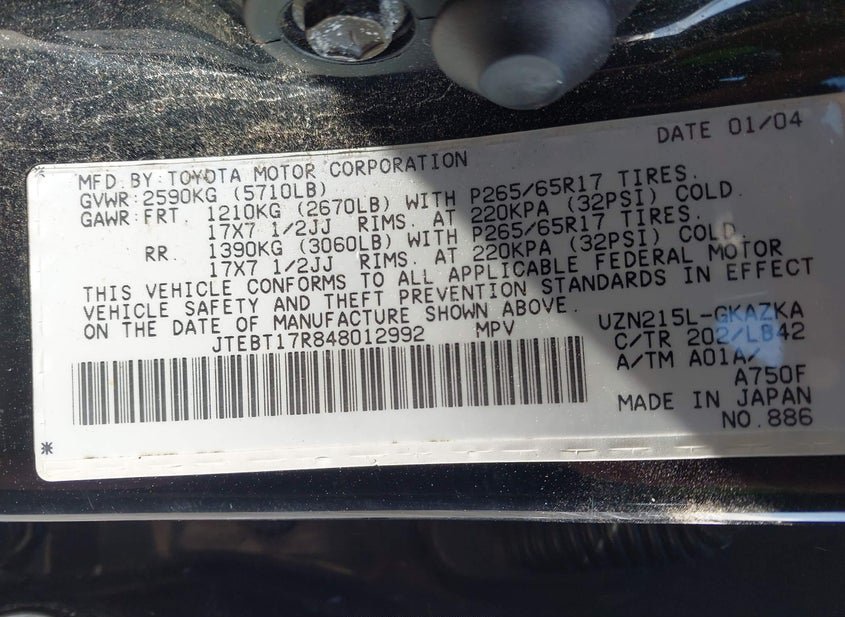 DATE 01/04
MFD. BY: TOYOTA MOTOR CORPORATION
GVWR: 2590KG (5710LB)
GAWR: FRT. 1210KG (2670LB) WITH P265/65R17 TIRES.
17X7 1/2JJ RIMS. AT 220KPA (32PSI) COLD.
RR. 1390KG (3060LB) WITH P265/65R17 TIRES.
17X7 1/2JJ RIMS. AT 220KPA (32PSI) COLD.
THIS VEHICLE CONFORMS TO ALL APPLICABLE FEDERAL MOTOR
VEHICLE SAFETY AND THEFT PREVENTION STANDARDS IN EFFECT
ON THE DATE OF MANUFACTURE SHOWN ABOVE.
JTEBT17R848012992 MPV
UZN215L-GKAZKA
C/TR 202/LB42
A/TM A01A/
A750F
MADE IN JAPAN
NO.886